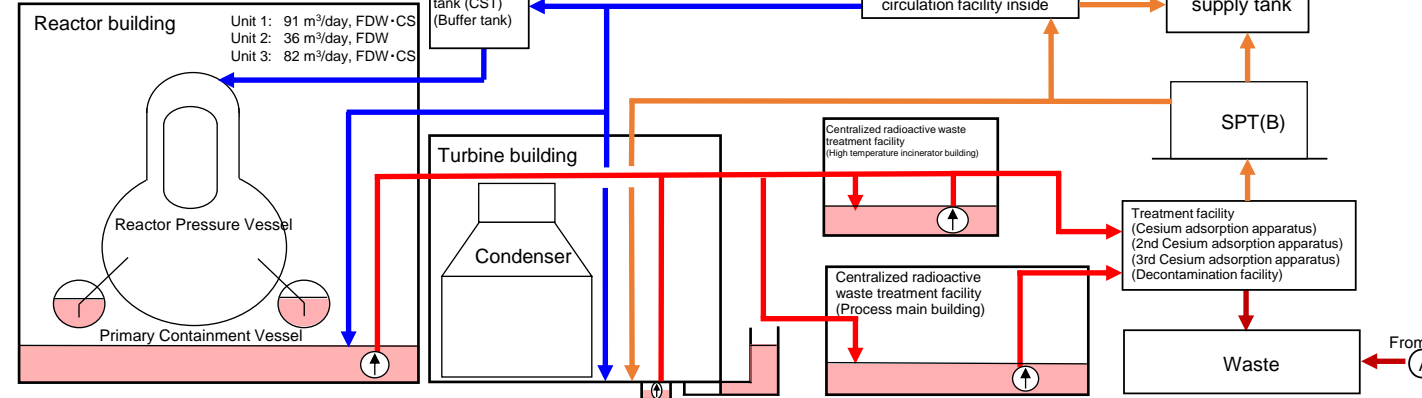 Reactor building
Unit 1: 91 m³/day, FDW・CS
Unit 2: 36 m³/day, FDW
Unit 3: 82 m³/day, FDW・CS
tank (CST)
(Buffer tank)
circulation facility inside
supply tank
SPT(B)
Turbine building
Centralized radioactive waste
treatment facility
(High temperature incinerator building)
Reactor Pressure Vessel
Condenser
Treatment facility
(Cesium adsorption apparatus)
(2nd Cesium adsorption apparatus)
(3rd Cesium adsorption apparatus)
(Decontamination facility)
Centralized radioactive
waste treatment facility
(Process main building)
Primary Containment Vessel
Waste
From